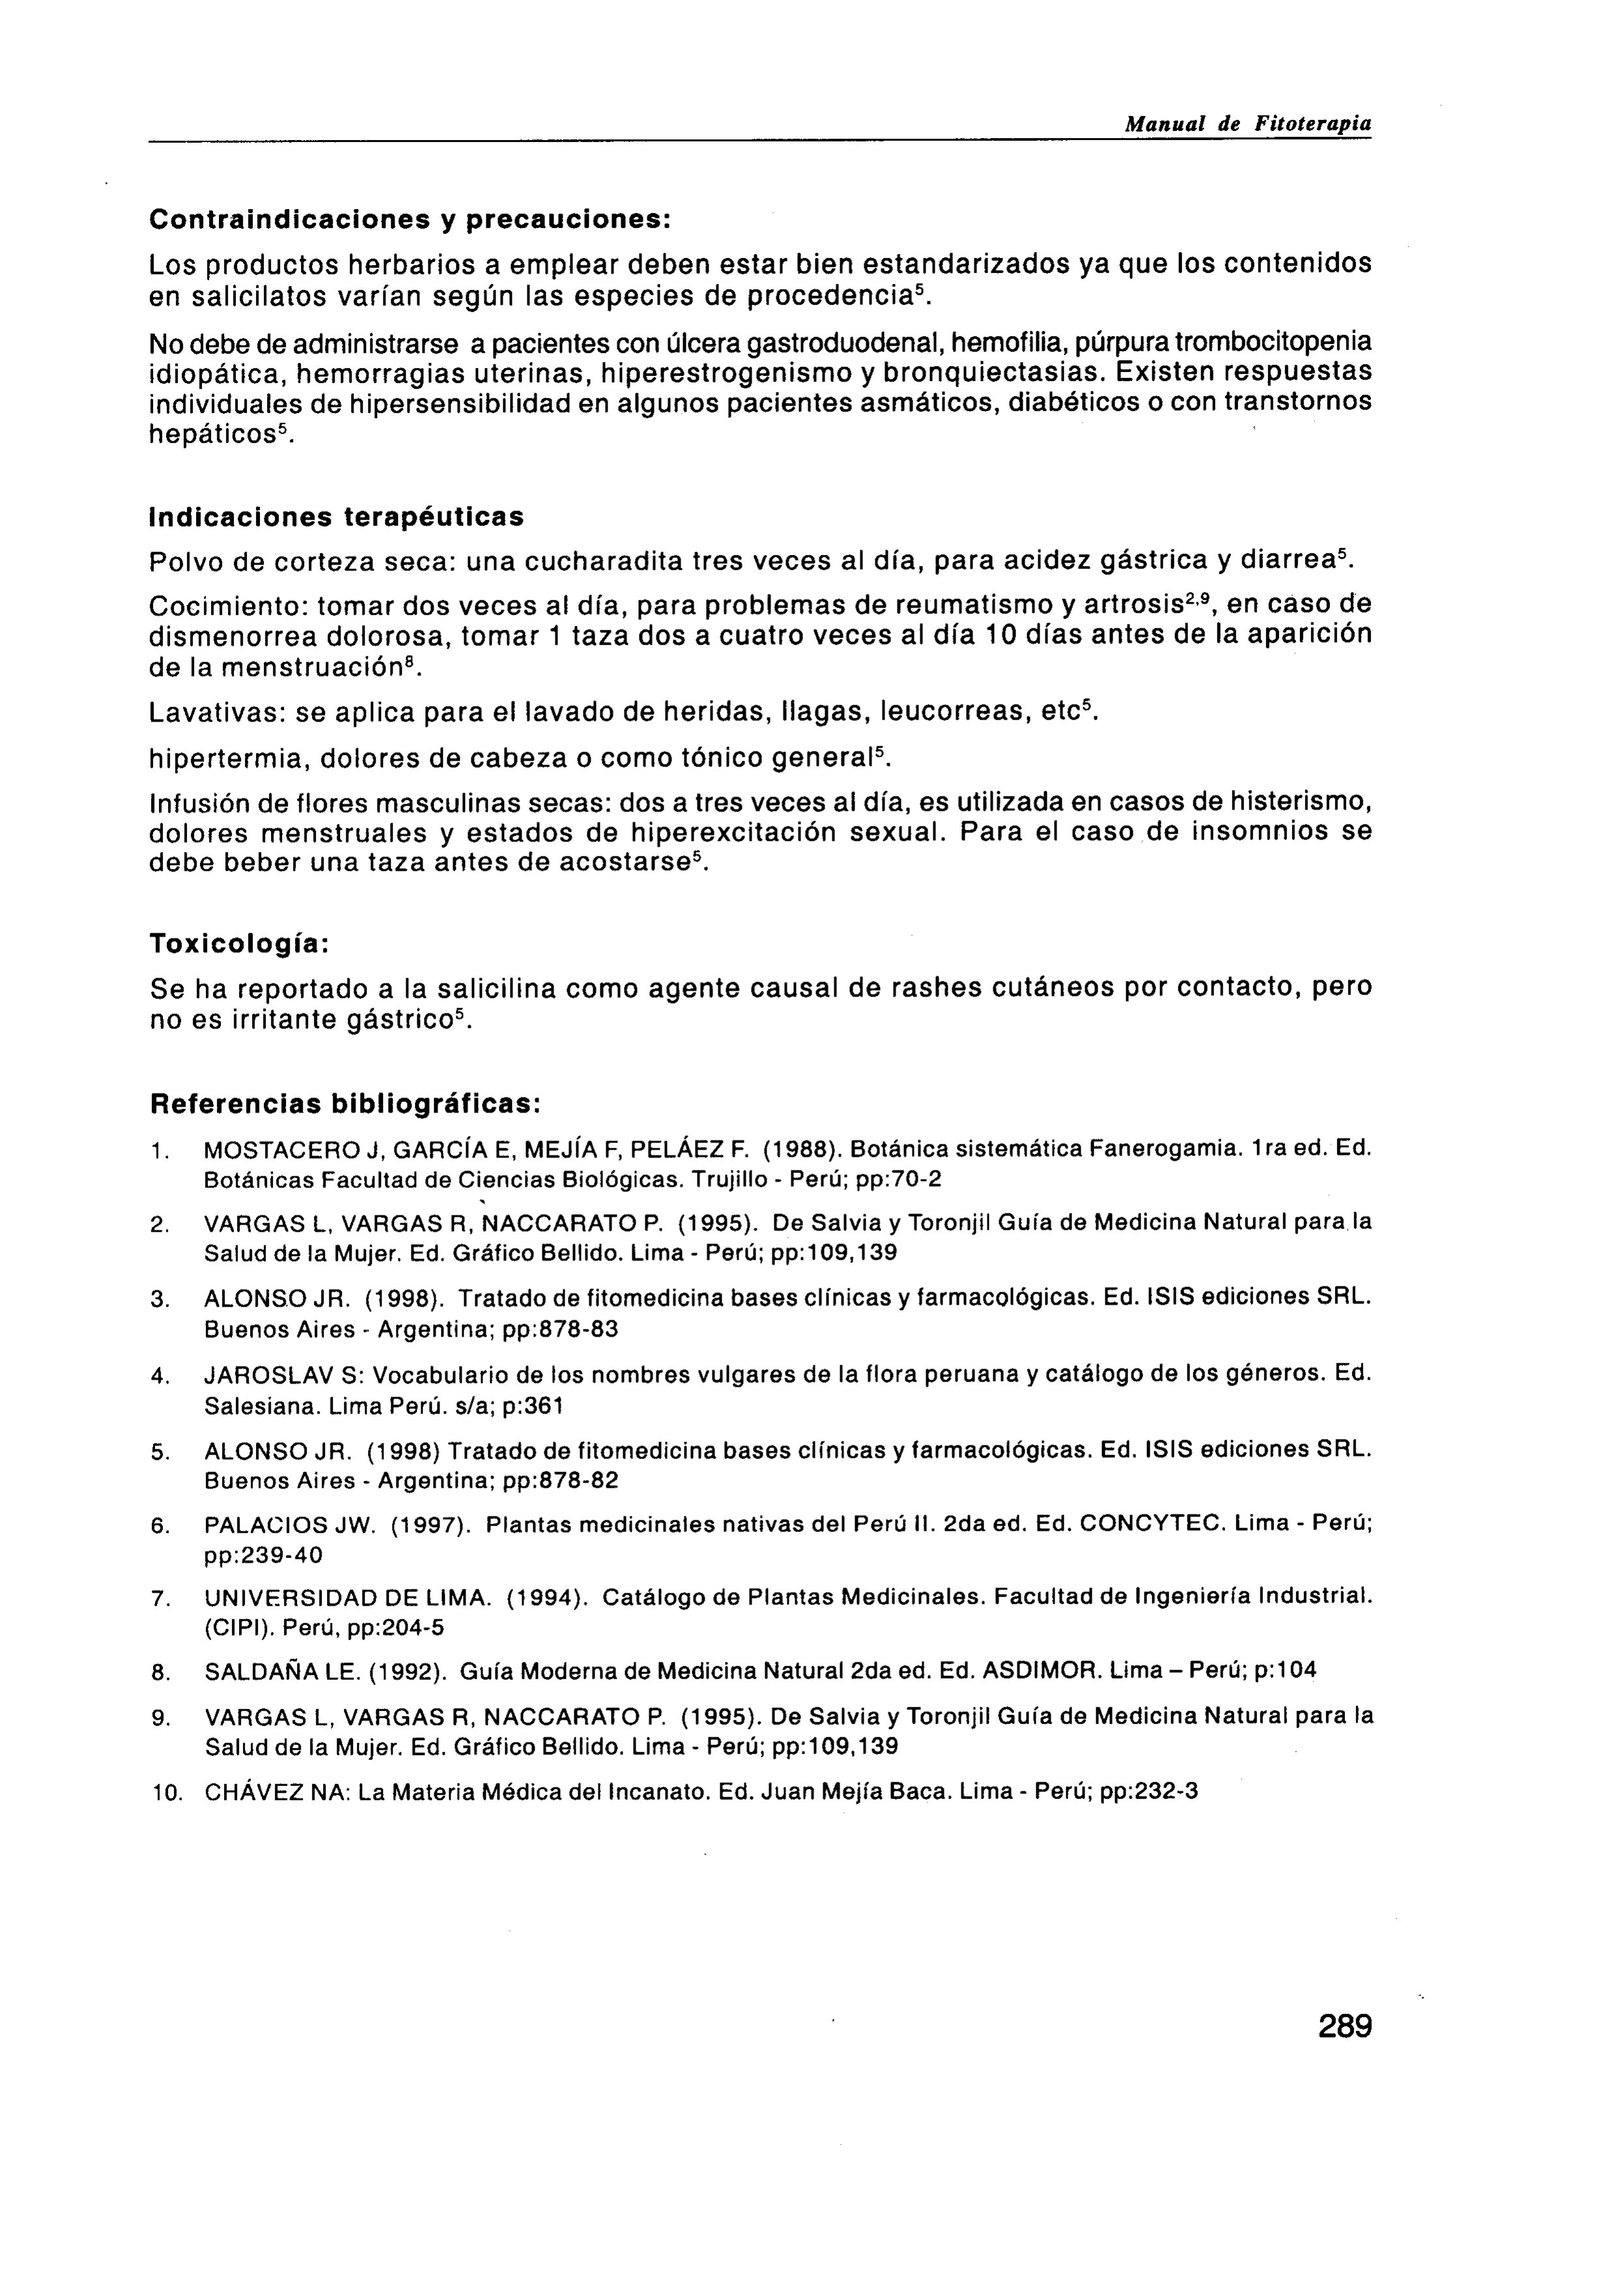 Manual de Fitoterapia
Contraindicaciones y precauciones:
Los productos herbarios a emplear deben estar bien estandarizados ya que los contenidos
en salicilatos varían según las especies de procedencia⁵.
No debe de administrarse a pacientes con úlcera gastroduodenal, hemofilia, púrpura trombocitopenia
idiopática, hemorragias uterinas, hiperestrogenismo y bronquiectasias. Existen respuestas
individuales de hipersensibilidad en algunos pacientes asmáticos, diabéticos o con transtornos
hepáticos⁵.
Indicaciones terapéuticas
Polvo de corteza seca: una cucharadita tres veces al día, para acidez gástrica y diarrea⁵.
Cocimiento: tomar dos veces al día, para problemas de reumatismo y artrosis²,⁹, en caso de
dismenorrea dolorosa, tomar 1 taza dos a cuatro veces al día 10 días antes de la aparición
de la menstruación⁸.
Lavativas: se aplica para el lavado de heridas, llagas, leucorreas, etc⁵.
hipertermia, dolores de cabeza o como tónico general⁵.
Infusión de flores masculinas secas: dos a tres veces al día, es utilizada en casos de histerismo,
dolores menstruales y estados de hiperexcitación sexual. Para el caso de insomnios se
debe beber una taza antes de acostarse⁵.
Toxicología:
Se ha reportado a la salicilina como agente causal de rashes cutáneos por contacto, pero
no es irritante gástrico⁵.
Referencias bibliográficas:
1. MOSTACERO J, GARCÍA E, MEJÍA F, PELÁEZ F. (1988). Botánica sistemática Fanerogamia. 1ra ed. Ed.
Botánicas Facultad de Ciencias Biológicas. Trujillo - Perú; pp:70-2
2. VARGAS L, VARGAS R, NACCARATO P. (1995). De Salvia y Toronjil Guía de Medicina Natural para la
Salud de la Mujer. Ed. Gráfico Bellido. Lima - Perú; pp:109,139
3. ALONSO JR. (1998). Tratado de fitomedicina bases clínicas y farmacológicas. Ed. ISIS ediciones SRL.
Buenos Aires - Argentina; pp:878-83
4. JAROSLAV S: Vocabulario de los nombres vulgares de la flora peruana y catálogo de los géneros. Ed.
Salesiana. Lima Perú. s/a; p:361
5. ALONSO JR. (1998) Tratado de fitomedicina bases clínicas y farmacológicas. Ed. ISIS ediciones SRL.
Buenos Aires - Argentina; pp:878-82
6. PALACIOS JW. (1997). Plantas medicinales nativas del Perú II. 2da ed. Ed. CONCYTEC. Lima - Perú;
pp:239-40
7. UNIVERSIDAD DE LIMA. (1994). Catálogo de Plantas Medicinales. Facultad de Ingeniería Industrial.
(CIPI). Perú, pp:204-5
8. SALDAÑA LE. (1992). Guía Moderna de Medicina Natural 2da ed. Ed. ASDIMOR. Lima – Perú; p:104
9. VARGAS L, VARGAS R, NACCARATO P. (1995). De Salvia y Toronjil Guía de Medicina Natural para la
Salud de la Mujer. Ed. Gráfico Bellido. Lima - Perú; pp:109,139
10. CHÁVEZ NA: La Materia Médica del Incanato. Ed. Juan Mejía Baca. Lima - Perú; pp:232-3
289